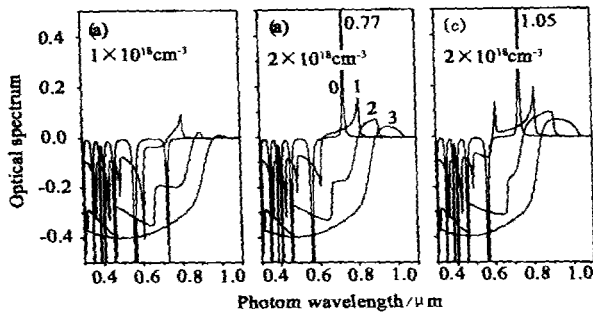 (a)
1×10¹⁸cm⁻³
(a)
0.77
2×10¹⁸cm⁻³
0
1
2
3
(c)
1.05
2×10¹⁸cm⁻³
Optical spectrum
0.4
0.2
0.0
-0.2
-0.4
0.4 0.6 0.8 1.0
0.4 0.6 0.8 1.0
0.4 0.6 0.8 1.0
Photom wavelength/μm